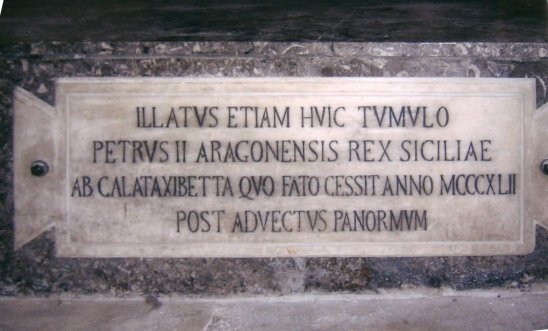 ILLATVS ETIAM HVIC TVMVLO
PETRVS II ARAGONENSIS REX SICILIAE
AB CALATAXIBETTA QVO FATO CESSIT ANNO MCCCXLII
POST ADVECTVS PANORMVM